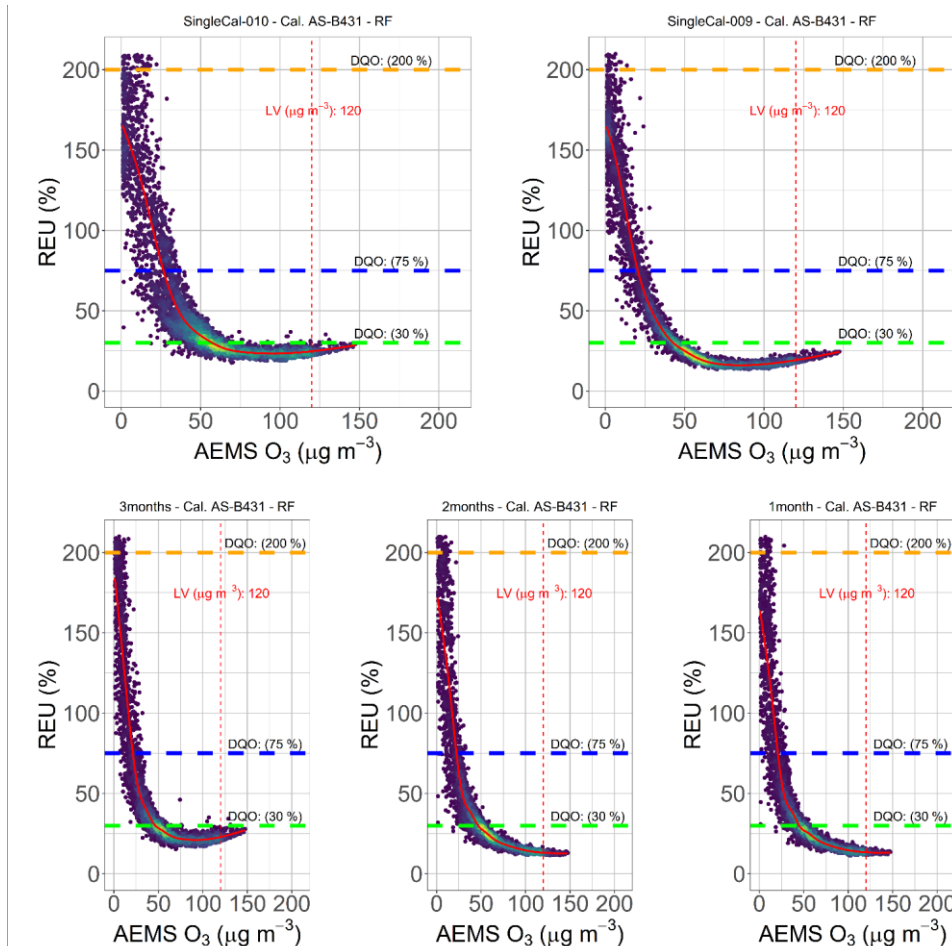 SingleCal-010 - Cal. AS-B431 - RF
DQO: (200 %)
LV (μg m⁻³): 120
DQO: (75 %)
DQO: (30 %)
REU (%)
200
150
100
50
0
0 50 100 150 200
AEMS O₃ (μg m⁻³)
SingleCal-009 - Cal. AS-B431 - RF
DQO: (200 %)
LV (μg m⁻³): 120
DQO: (75 %)
DQO: (30 %)
REU (%)
200
150
100
50
0
0 50 100 150 200
AEMS O₃ (μg m⁻³)
3months - Cal. AS-B431 - RF
DQO: (200 %)
LV (μg m⁻³): 120
DQO: (75 %)
DQO: (30 %)
REU (%)
200
150
100
50
0
0 50 100 150 200
AEMS O₃ (μg m⁻³)
2months - Cal. AS-B431 - RF
DQO: (200 %)
LV (μg m⁻³): 120
DQO: (75 %)
DQO: (30 %)
REU (%)
200
150
100
50
0
0 50 100 150 200
AEMS O₃ (μg m⁻³)
1month - Cal. AS-B431 - RF
DQO: (200 %)
LV (μg m⁻³): 120
DQO: (75 %)
DQO: (30 %)
REU (%)
200
150
100
50
0
0 50 100 150 200
AEMS O₃ (μg m⁻³)